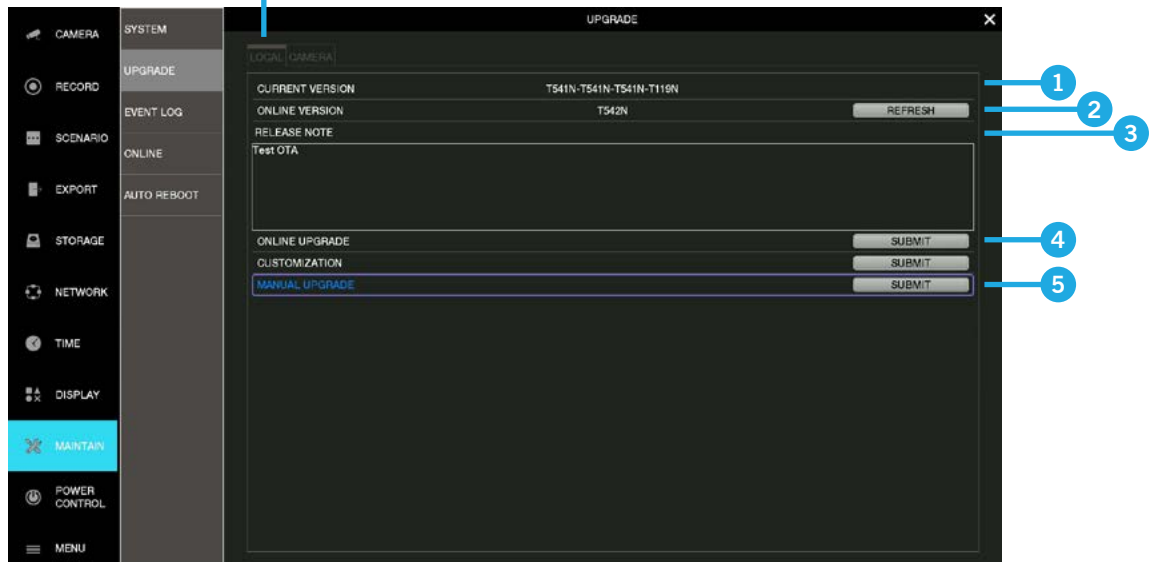 UPGRADE
CAMERA
RECORD
SCENARIO
EXPORT
STORAGE
NETWORK
TIME
DISPLAY
MAINTAIN
POWER
CONTROL
MENU
SYSTEM
UPGRADE
EVENT LOG
ONLINE
AUTO REBOOT
LOCAL CAMERA
CURRENT VERSION T541N-T541N-T541N-T119N 1
ONLINE VERSION T542N REFRESH 2
RELEASE NOTE 3
Test OTA
ONLINE UPGRADE SUBMIT 4
CUSTOMIZATION SUBMIT
MANUAL UPGRADE SUBMIT 5